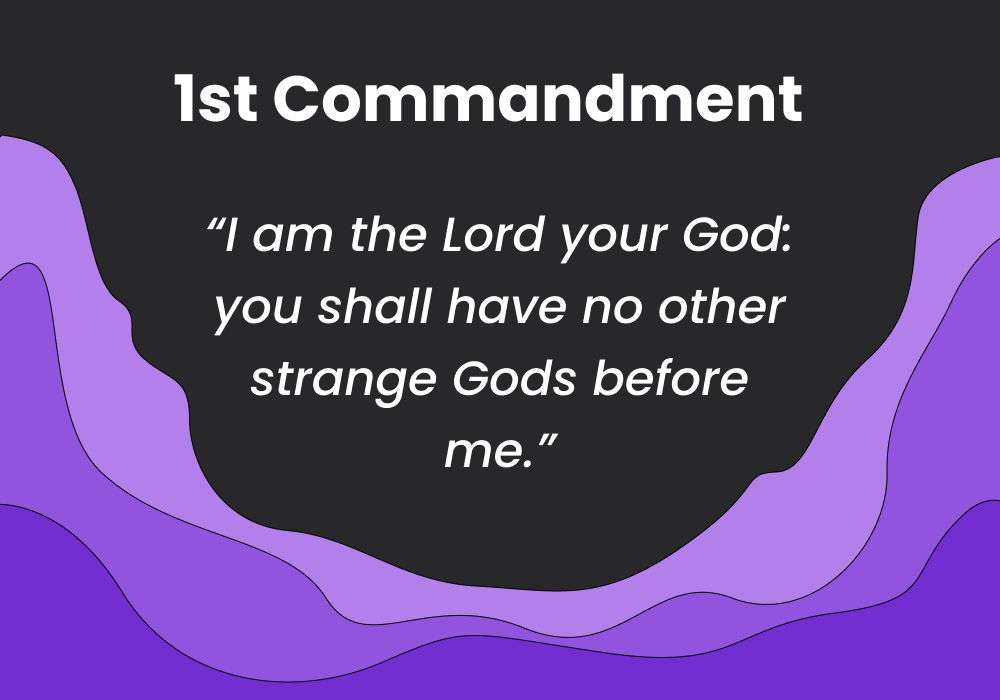 1st Commandment
“I am the Lord your God:
you shall have no other
strange Gods before
me.”